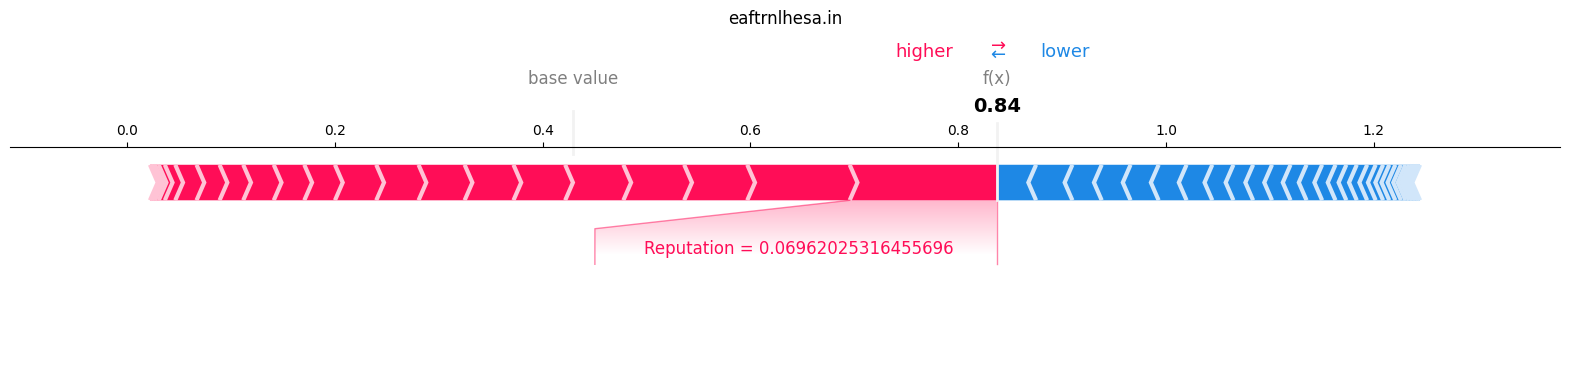 eaftrnlhesa.in
higher ⇄ lower
base value f(x)
0.84
0.0 0.2 0.4 0.6 0.8 1.0 1.2
Reputation = 0.06962025316455696